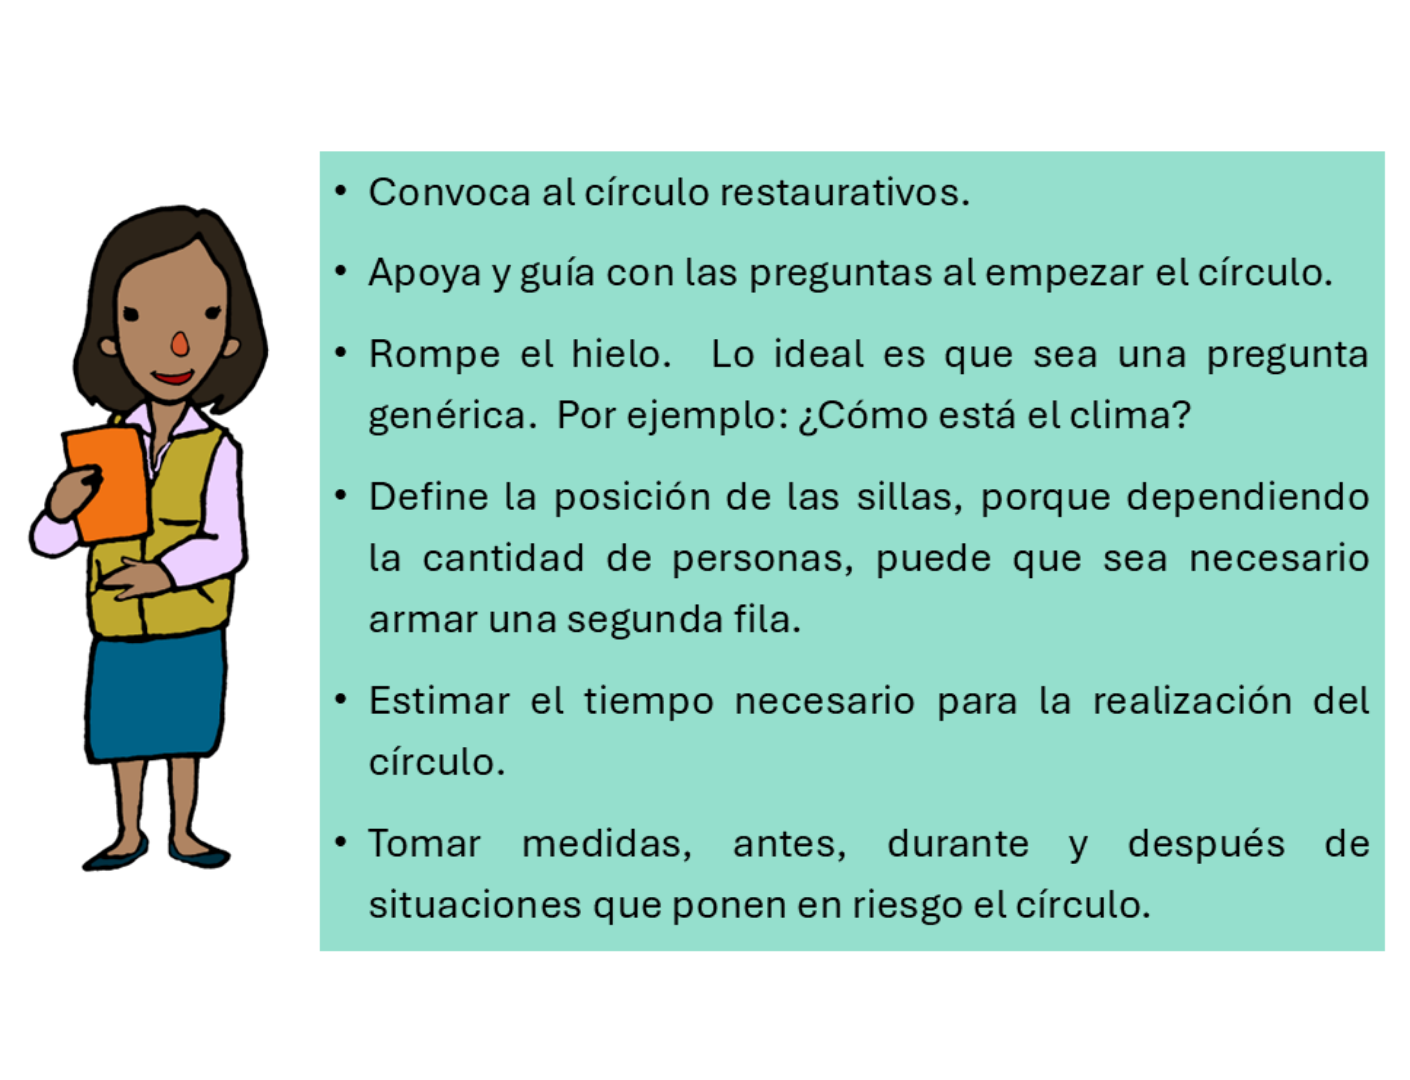 • Convoca al círculo restaurativos.
• Apoya y guía con las preguntas al empezar el círculo.
• Rompe el hielo.  Lo ideal es que sea una pregunta
genérica.  Por ejemplo: ¿Cómo está el clima?
• Define la posición de las sillas, porque dependiendo
la cantidad de personas, puede que sea necesario
armar una segunda fila.
• Estimar el tiempo necesario para la realización del
círculo.
• Tomar medidas, antes, durante y después de
situaciones que ponen en riesgo el círculo.